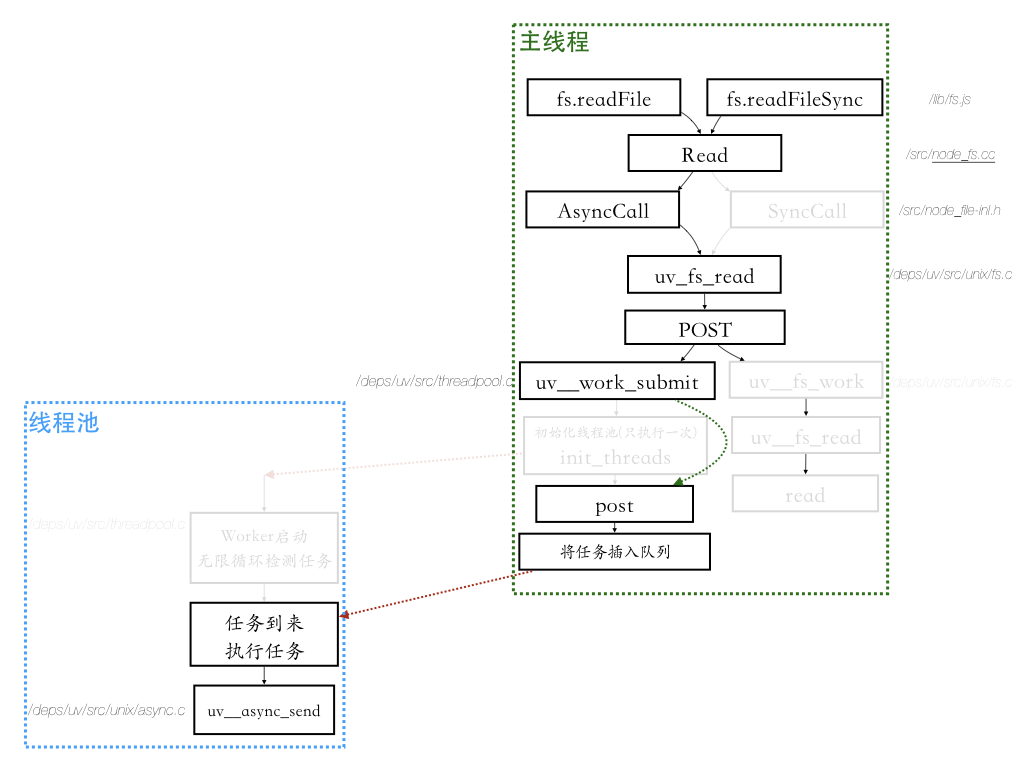 主线程
fs.readFile
fs.readFileSync
/lib/fs.js
Read
/src/node_fs.cc
AsyncCall
SyncCall
/src/node_file-inl.h
uv_fs_read
/deps/uv/src/unix/fs.c
POST
/deps/uv/src/threadpool.c
uv__work_submit
uv__fs_work
/deps/uv/src/unix/fs.c
线程池
初始化线程池(只执行一次)
init_threads
uv__fs_read
post
read
/deps/uv/src/threadpool.c
Worker启动
无限循环检测任务
将任务插入队列
任务到来
执行任务
/deps/uv/src/unix/async.c
uv__async_send